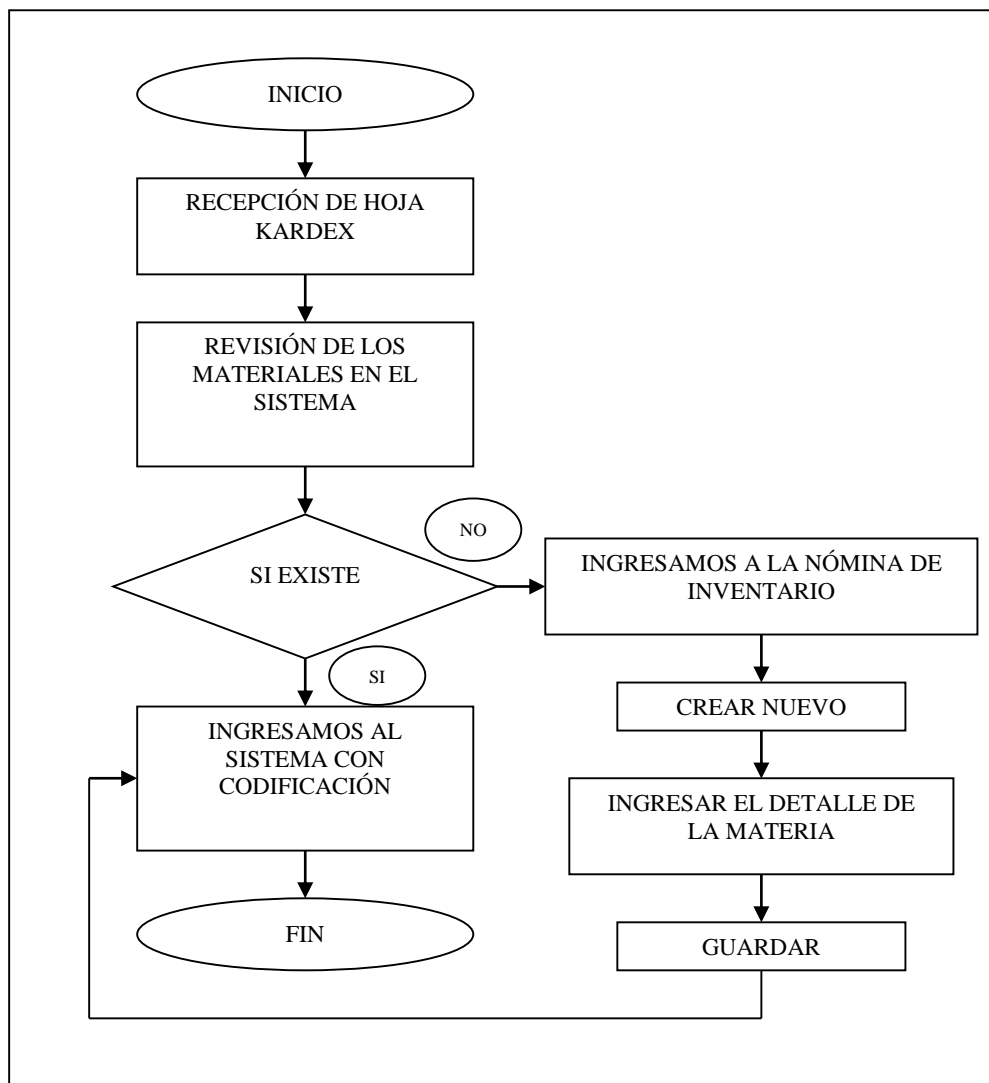 INICIO
RECEPCIÓN DE HOJA
KARDEX
REVISIÓN DE LOS
MATERIALES EN EL
SISTEMA
SI EXISTE
NO
INGRESAMOS A LA NÓMINA DE
INVENTARIO
CREAR NUEVO
INGRESAR EL DETALLE DE
LA MATERIA
GUARDAR
SI
INGRESAMOS AL
SISTEMA CON
CODIFICACIÓN
FIN